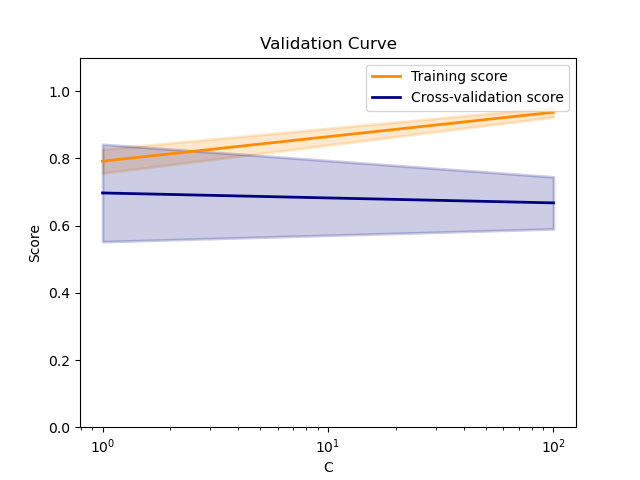 Validation Curve
Training score
Cross-validation score
1.0
0.8
0.6
0.4
0.2
0.0
Score
10⁰
10¹
10²
C